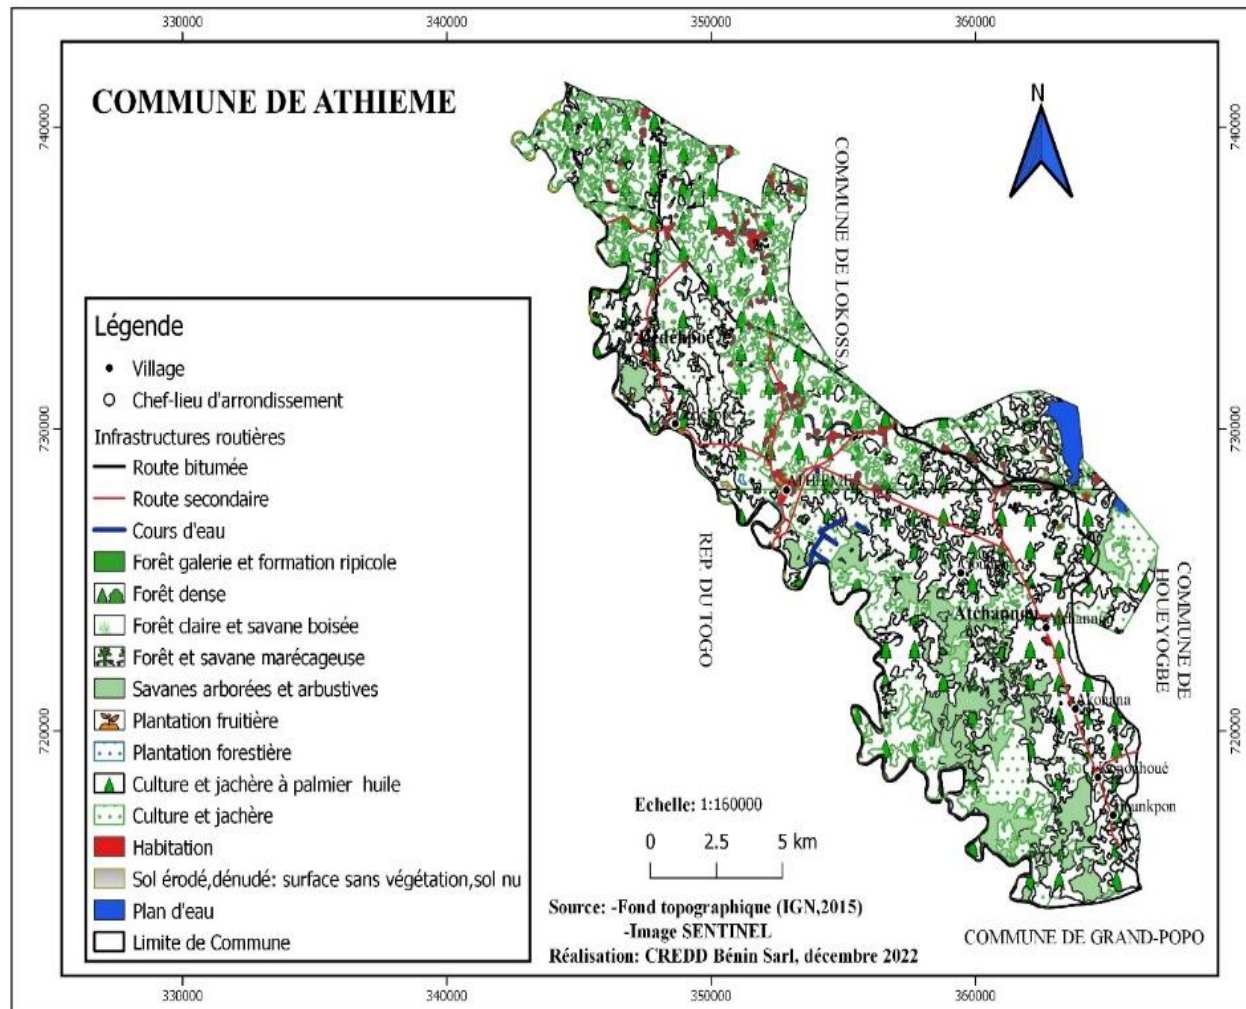 330000 340000 350000 360000
COMMUNE DE ATHIEME
N
740000 740000
COMMUNE DE LOKOSSA
Légende
Village
Chef-lieu d'arrondissement
Infrastructures routières
Route bitumée
Route secondaire
Cours d'eau
Forêt galerie et formation ripicole
Forêt dense
Forêt claire et savane boisée
Forêt et savane marécageuse
Savanes arborées et arbustives
Plantation fruitière
Plantation forestière
Culture et jachère à palmier huile
Culture et jachère
Habitation
Sol érodé,dénudé: surface sans végétation,sol nu
Plan d'eau
Limite de Commune
730000 730000
ATHIEME
REP. DU TOGO
COMMUNE DE
HOUEYOGBE
720000 720000
Echelle: 1:160000
0 2.5 5 km
Source: -Fond topographique (IGN,2015)
-Image SENTINEL
Réalisation: CREDD Bénin Sarl, décembre 2022
COMMUNE DE GRAND-POPO
330000 340000 350000 360000